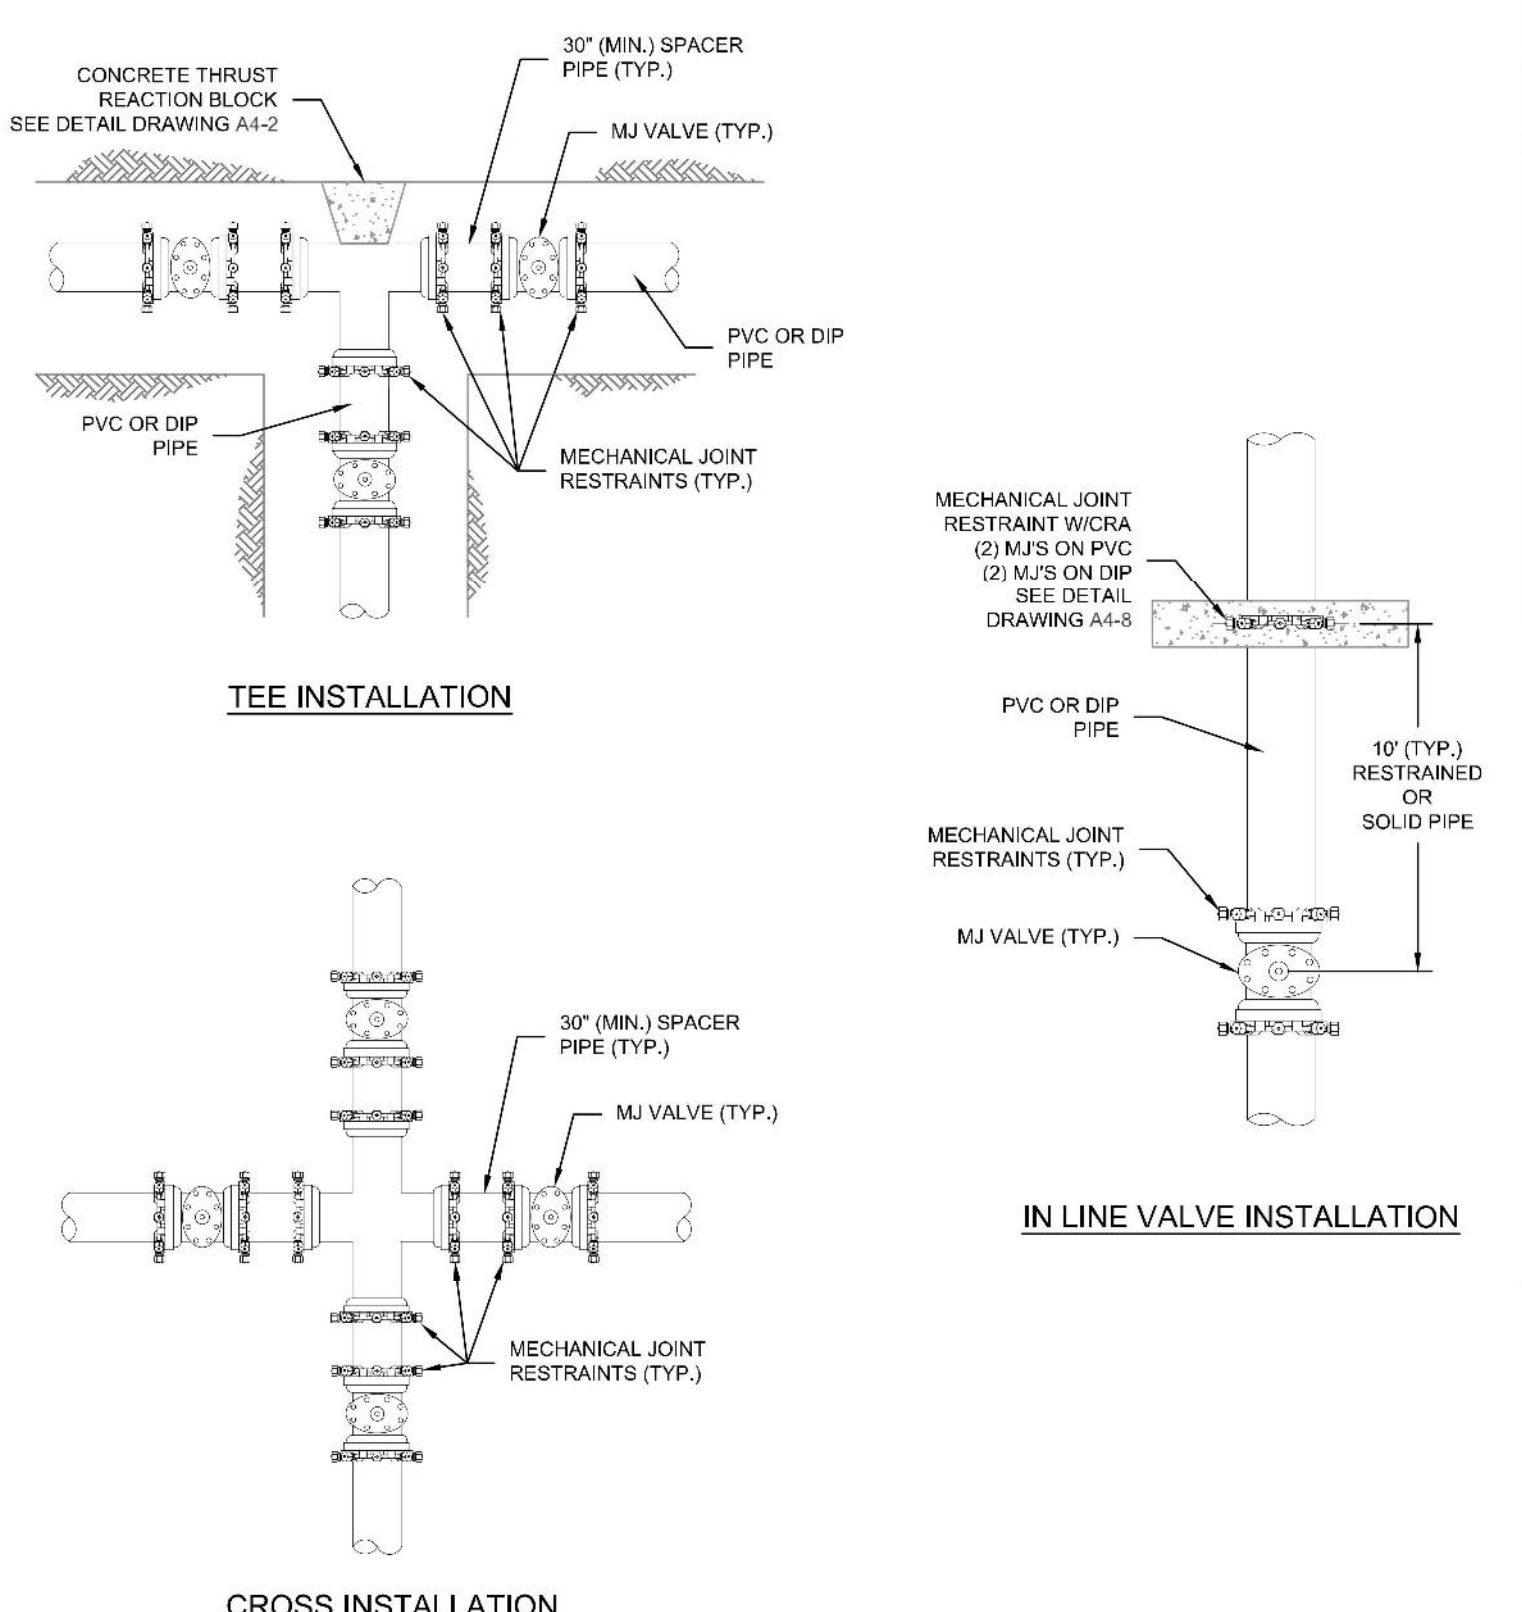 30" (MIN.) SPACER
PIPE (TYP.)
CONCRETE THRUST
REACTION BLOCK
SEE DETAIL DRAWING A4-2
MJ VALVE (TYP.)
PVC OR DIP
PIPE
PVC OR DIP
PIPE
MECHANICAL JOINT
RESTRAINTS (TYP.)
TEE INSTALLATION
MECHANICAL JOINT
RESTRAINT W/CRA
(2) MJ'S ON PVC
(2) MJ'S ON DIP
SEE DETAIL
DRAWING A4-8
PVC OR DIP
PIPE
10' (TYP.)
RESTRAINED
OR
SOLID PIPE
MECHANICAL JOINT
RESTRAINTS (TYP.)
MJ VALVE (TYP.)
IN LINE VALVE INSTALLATION
30" (MIN.) SPACER
PIPE (TYP.)
MJ VALVE (TYP.)
MECHANICAL JOINT
RESTRAINTS (TYP.)
CROSS INSTALLATION